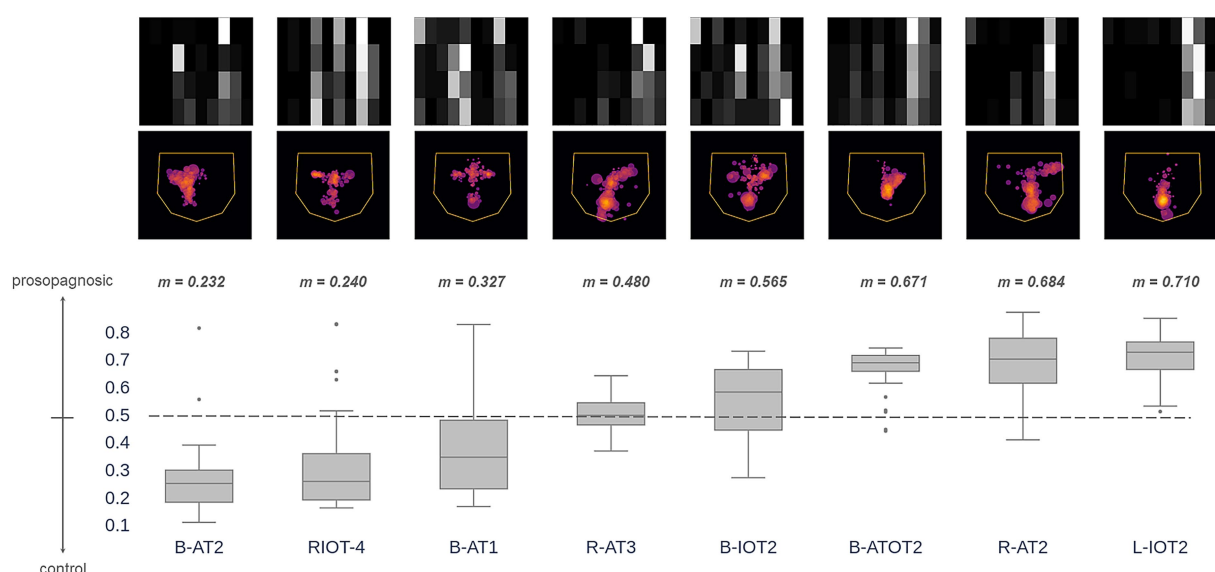 prosopagnosic
m = 0.232 m = 0.240 m = 0.327 m = 0.480 m = 0.565 m = 0.671 m = 0.684 m = 0.710
0.8
0.7
0.6
0.5
0.4
0.3
0.2
0.1
B-AT2 RIOT-4 B-AT1 R-AT3 B-IOT2 B-ATOT2 R-AT2 L-IOT2
control